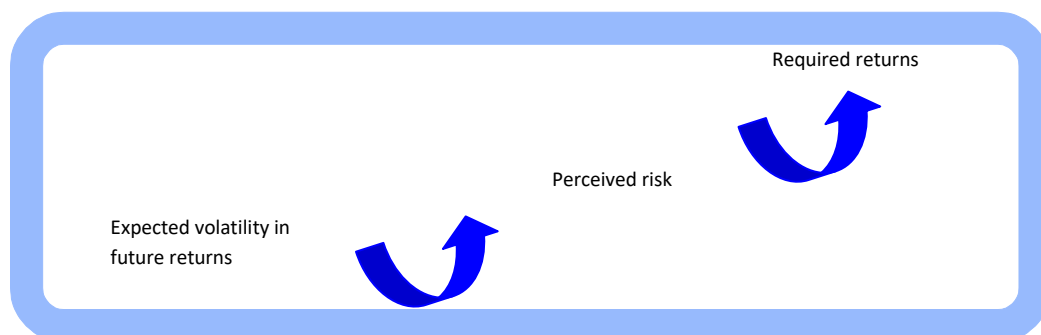 Required returns
Perceived risk
Expected volatility in
future returns